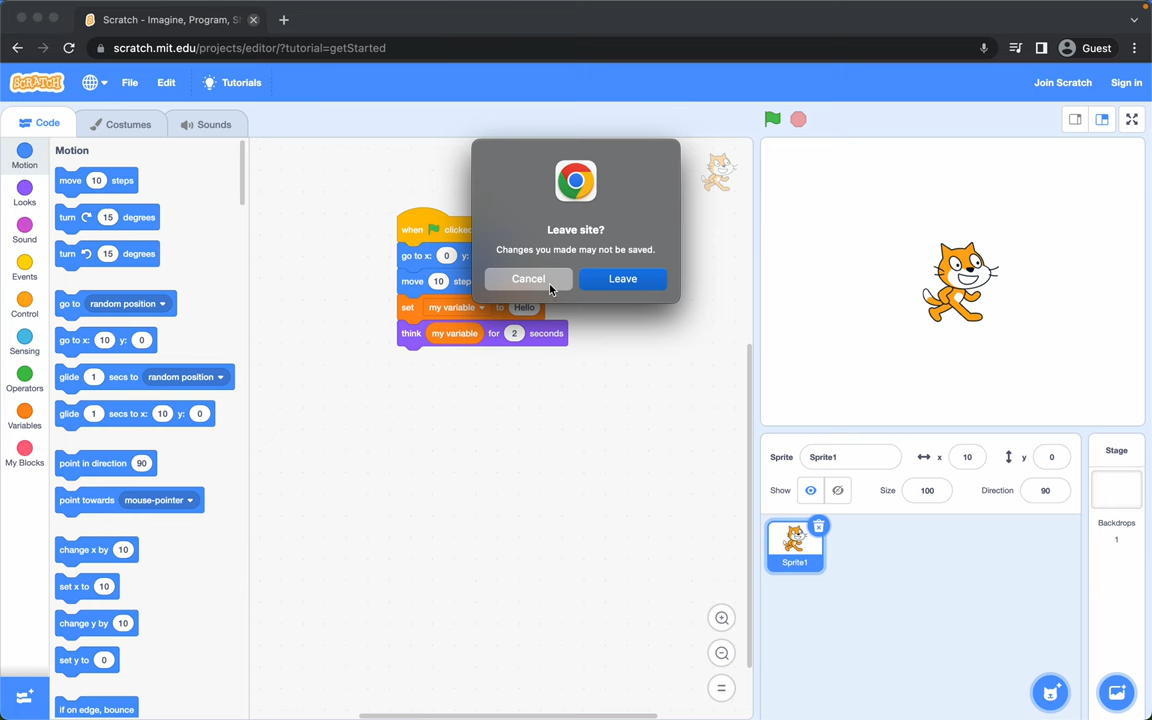 Scratch - Imagine, Program, S
scratch.mit.edu/projects/editor/?tutorial=getStarted
Guest
SCRATCH
File
Edit
Tutorials
Join Scratch
Sign in
Code
Costumes
Sounds
Motion
Looks
Sound
Events
Control
Sensing
Operators
Variables
My Blocks
Motion
move 10 steps
turn 15 degrees
turn 15 degrees
go to random position
go to x: 10 y: 0
glide 1 secs to random position
glide 1 secs to x: 10 y: 0
point in direction 90
point towards mouse-pointer
change x by 10
set x to 10
change y by 10
set y to 0
if on edge, bounce
when clicked
go to x: 0 y:
move 10 step
set my variable to Hello
think my variable for 2 seconds
Leave site?
Changes you made may not be saved.
Cancel
Leave
Sprite Sprite1 x 10 y 0
Show Size 100 Direction 90
Sprite1
Stage
Backdrops
1